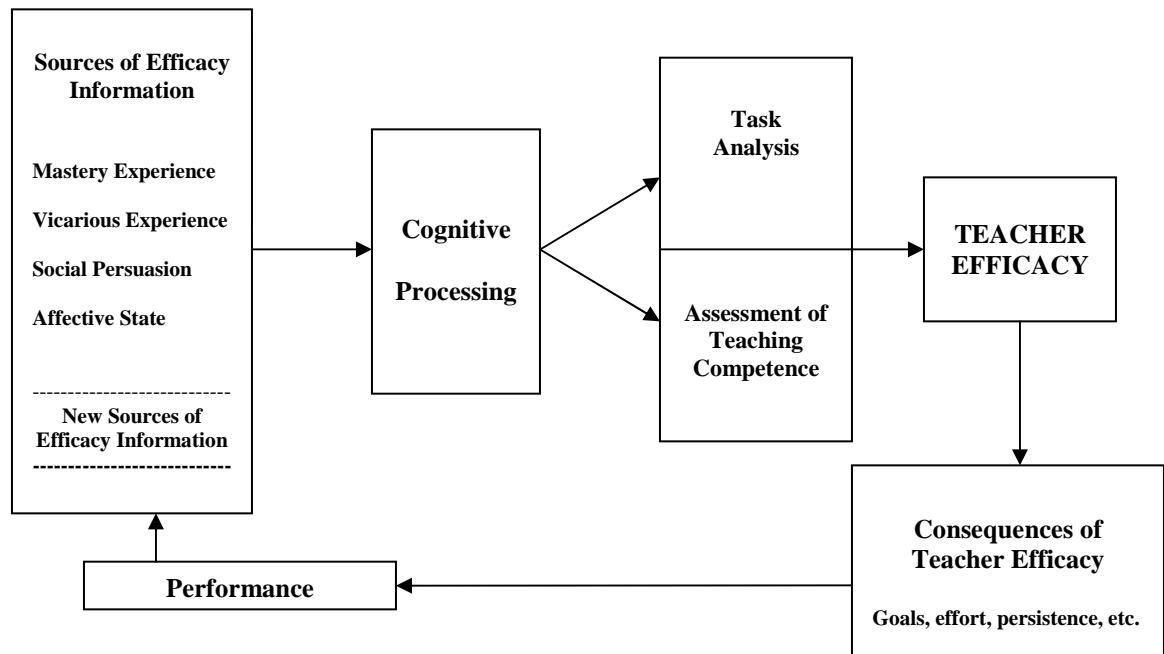 Sources of Efficacy
Information
Mastery Experience
Vicarious Experience
Social Persuasion
Affective State
New Sources of
Efficacy Information
Cognitive
Processing
Task
Analysis
Assessment of
Teaching
Competence
TEACHER
EFFICACY
Consequences of
Teacher Efficacy
Goals, effort, persistence, etc.
Performance